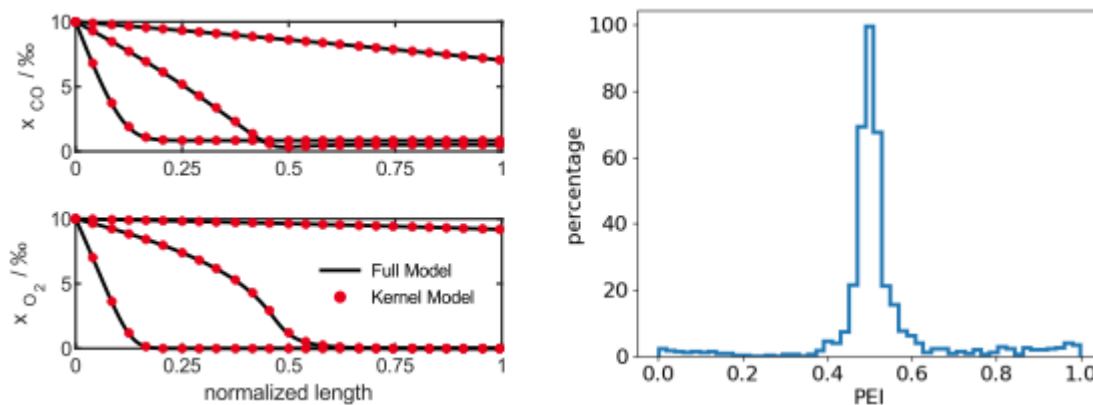 x CO / ‰
10
5
0
0 0.25 0.5 0.75 1
x O2 / ‰
10
5
0
Full Model
Kernel Model
0 0.25 0.5 0.75 1
normalized length
percentage
100
80
60
40
20
0
0.0 0.2 0.4 0.6 0.8 1.0
PEI